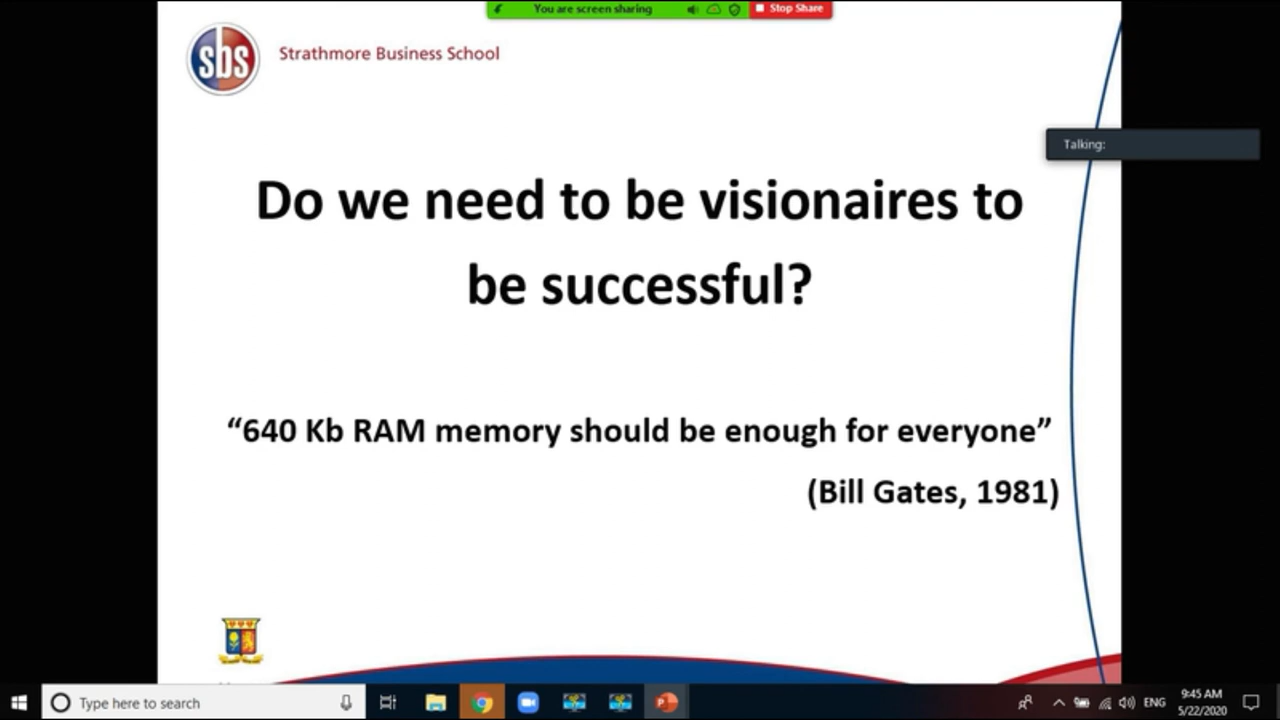 You are screen sharing
Stop Share
sbs
Strathmore Business School
Talking:
Do we need to be visionaires to
be successful?
“640 Kb RAM memory should be enough for everyone”
(Bill Gates, 1981)
Type here to search
ENG
9:45 AM
5/22/2020